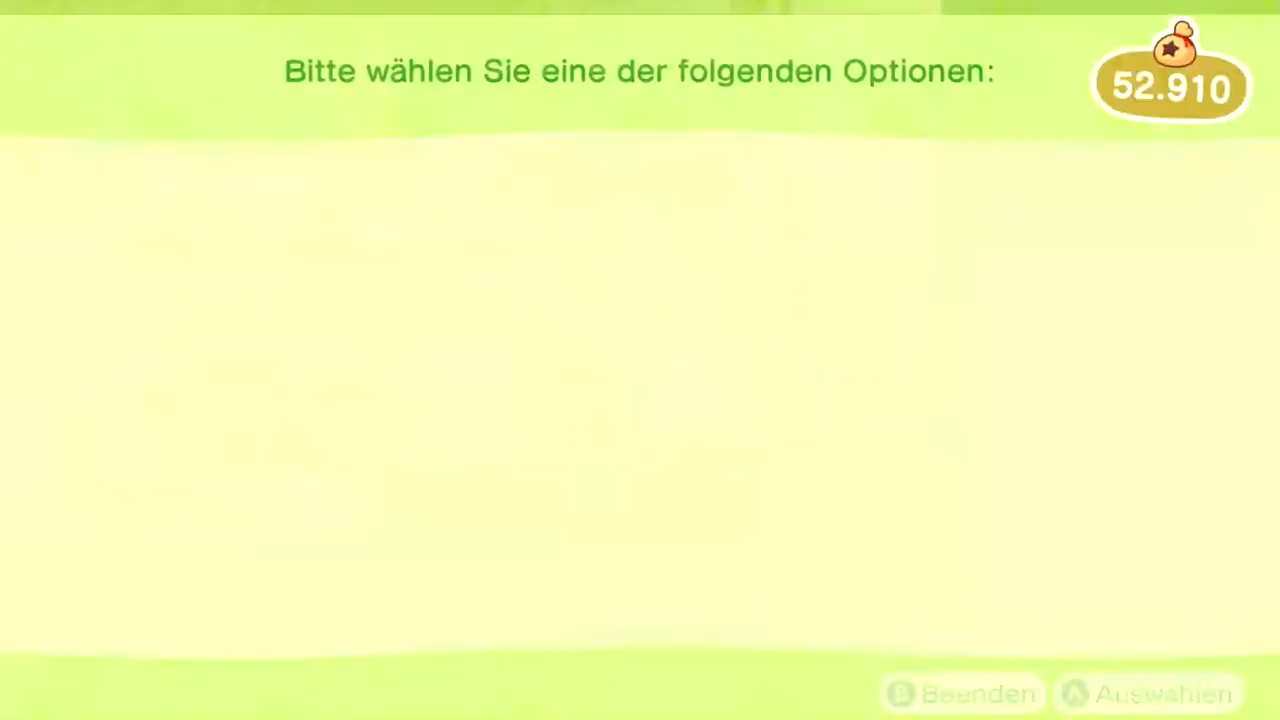 Bitte wählen Sie eine der folgenden Optionen:
52.910
B Beenden A Auswählen